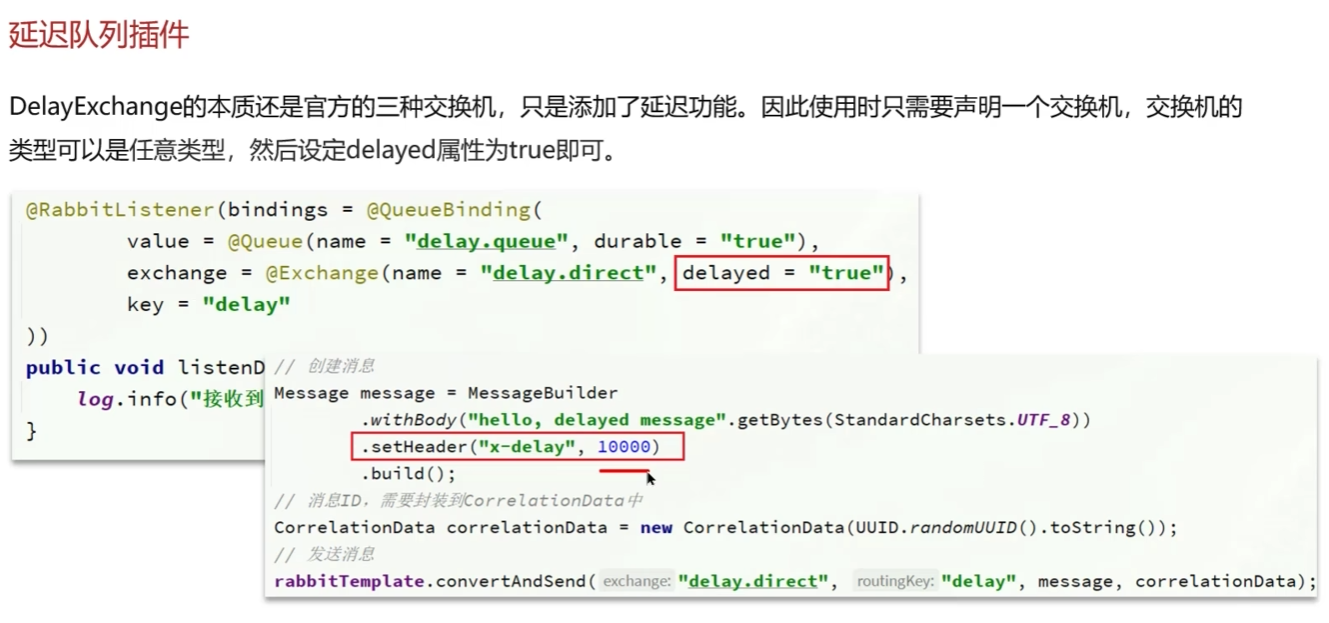 延迟队列插件
DelayExchange的本质还是官方的三种交换机，只是添加了延迟功能。因此使用时只需要声明一个交换机，交换机的
类型可以是任意类型，然后设定delayed属性为true即可。
@RabbitListener(bindings = @QueueBinding(
value = @Queue(name = "delay.queue", durable = "true"),
exchange = @Exchange(name = "delay.direct", delayed = "true"),
key = "delay"
))
public void listenD
log.info("接收到
}
// 创建消息
Message message = MessageBuilder
.withBody("hello, delayed message".getBytes(StandardCharsets.UTF_8))
.setHeader("x-delay", 10000)
.build();
// 消息ID，需要封装到CorrelationData中
CorrelationData correlationData = new CorrelationData(UUID.randomUUID().toString());
// 发送消息
rabbitTemplate.convertAndSend( exchange: "delay.direct", routingKey: "delay", message, correlationData);